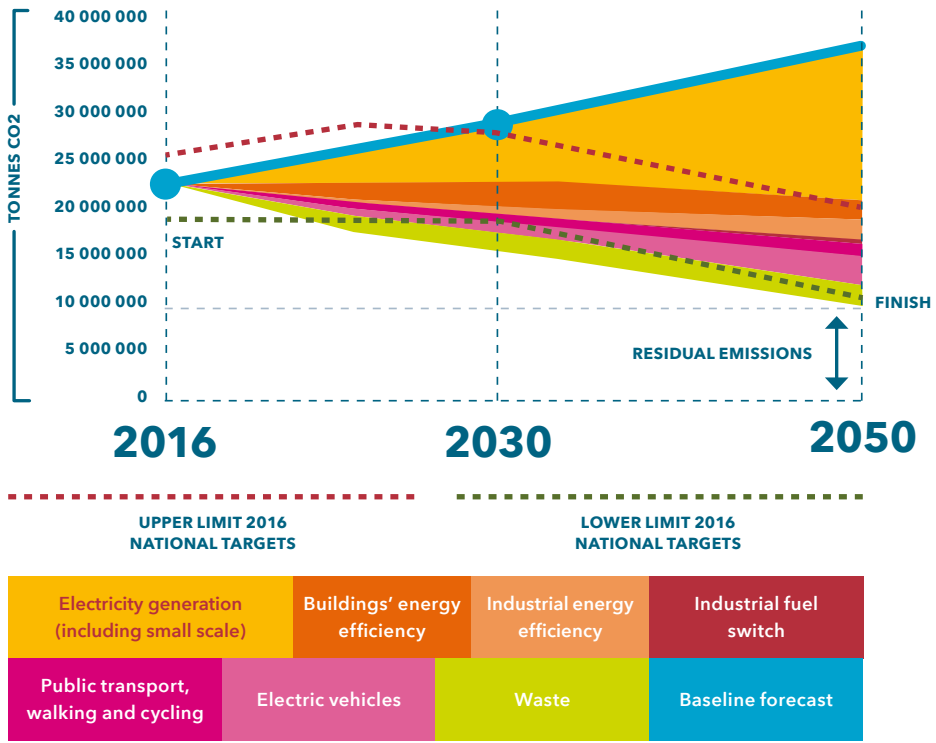 40 000 000
35 000 000
30 000 000
25 000 000
20 000 000
15 000 000
10 000 000
5 000 000
0
TONNES CO2
START
FINISH
RESIDUAL EMISSIONS
2016
2030
2050
UPPER LIMIT 2016
NATIONAL TARGETS
LOWER LIMIT 2016
NATIONAL TARGETS
Electricity generation
(including small scale)
Buildings’ energy
efficiency
Industrial energy
efficiency
Industrial fuel
switch
Public transport,
walking and cycling
Electric vehicles
Waste
Baseline forecast